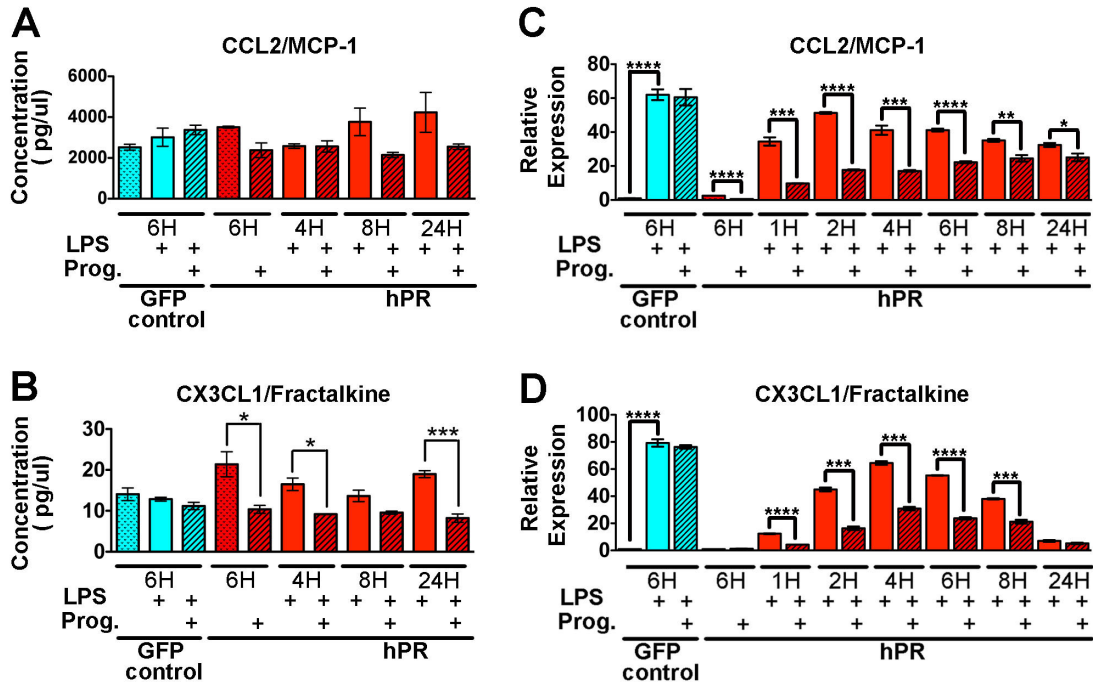 A
CCL2/MCP-1
Concentration
( pg/ul)
6000
4000
2000
0
6H 6H 4H 8H 24H
LPS + + + + + + + +
Prog. + + + + +
GFP
control
hPR
C
CCL2/MCP-1
Relative
Expression
80
60
40
20
0
**** **** *** **** *** **** ** *
6H 6H 1H 2H 4H 6H 8H 24H
LPS + + + + + + + + + + + + + +
Prog. + + + + + + + +
GFP
control
hPR
B
CX3CL1/Fractalkine
Concentration
( pg/ul)
30
20
10
0
* * ***
6H 6H 4H 8H 24H
LPS + + + + + + + +
Prog. + + + + +
GFP
control
hPR
D
CX3CL1/Fractalkine
Relative
Expression
100
80
60
40
20
0
**** **** *** *** **** ***
6H 6H 1H 2H 4H 6H 8H 24H
LPS + + + + + + + + + + + + + +
Prog. + + + + + + + +
GFP
control
hPR